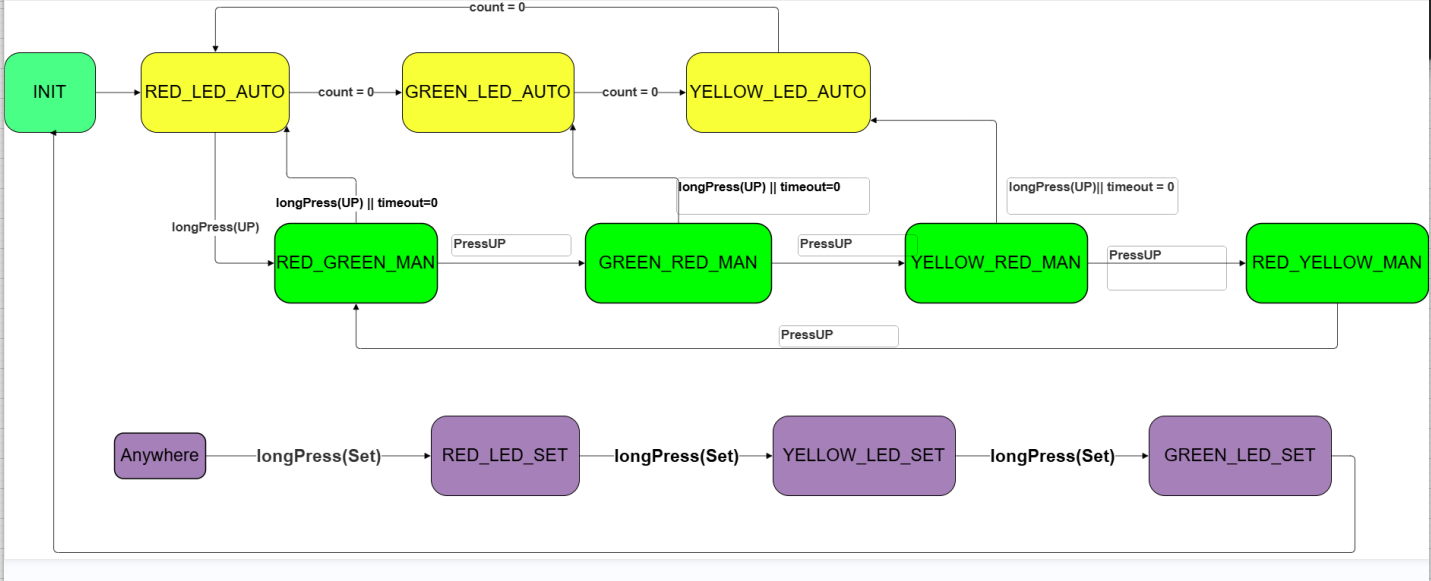 count = 0
INIT
RED_LED_AUTO
count = 0
GREEN_LED_AUTO
count = 0
YELLOW_LED_AUTO
longPress(UP) || timeout=0
longPress(UP)|| timeout = 0
longPress(UP) || timeout=0
longPress(UP)
PressUP
PressUP
PressUP
RED_GREEN_MAN
GREEN_RED_MAN
YELLOW_RED_MAN
RED_YELLOW_MAN
PressUP
Anywhere
longPress(Set)
RED_LED_SET
longPress(Set)
YELLOW_LED_SET
longPress(Set)
GREEN_LED_SET